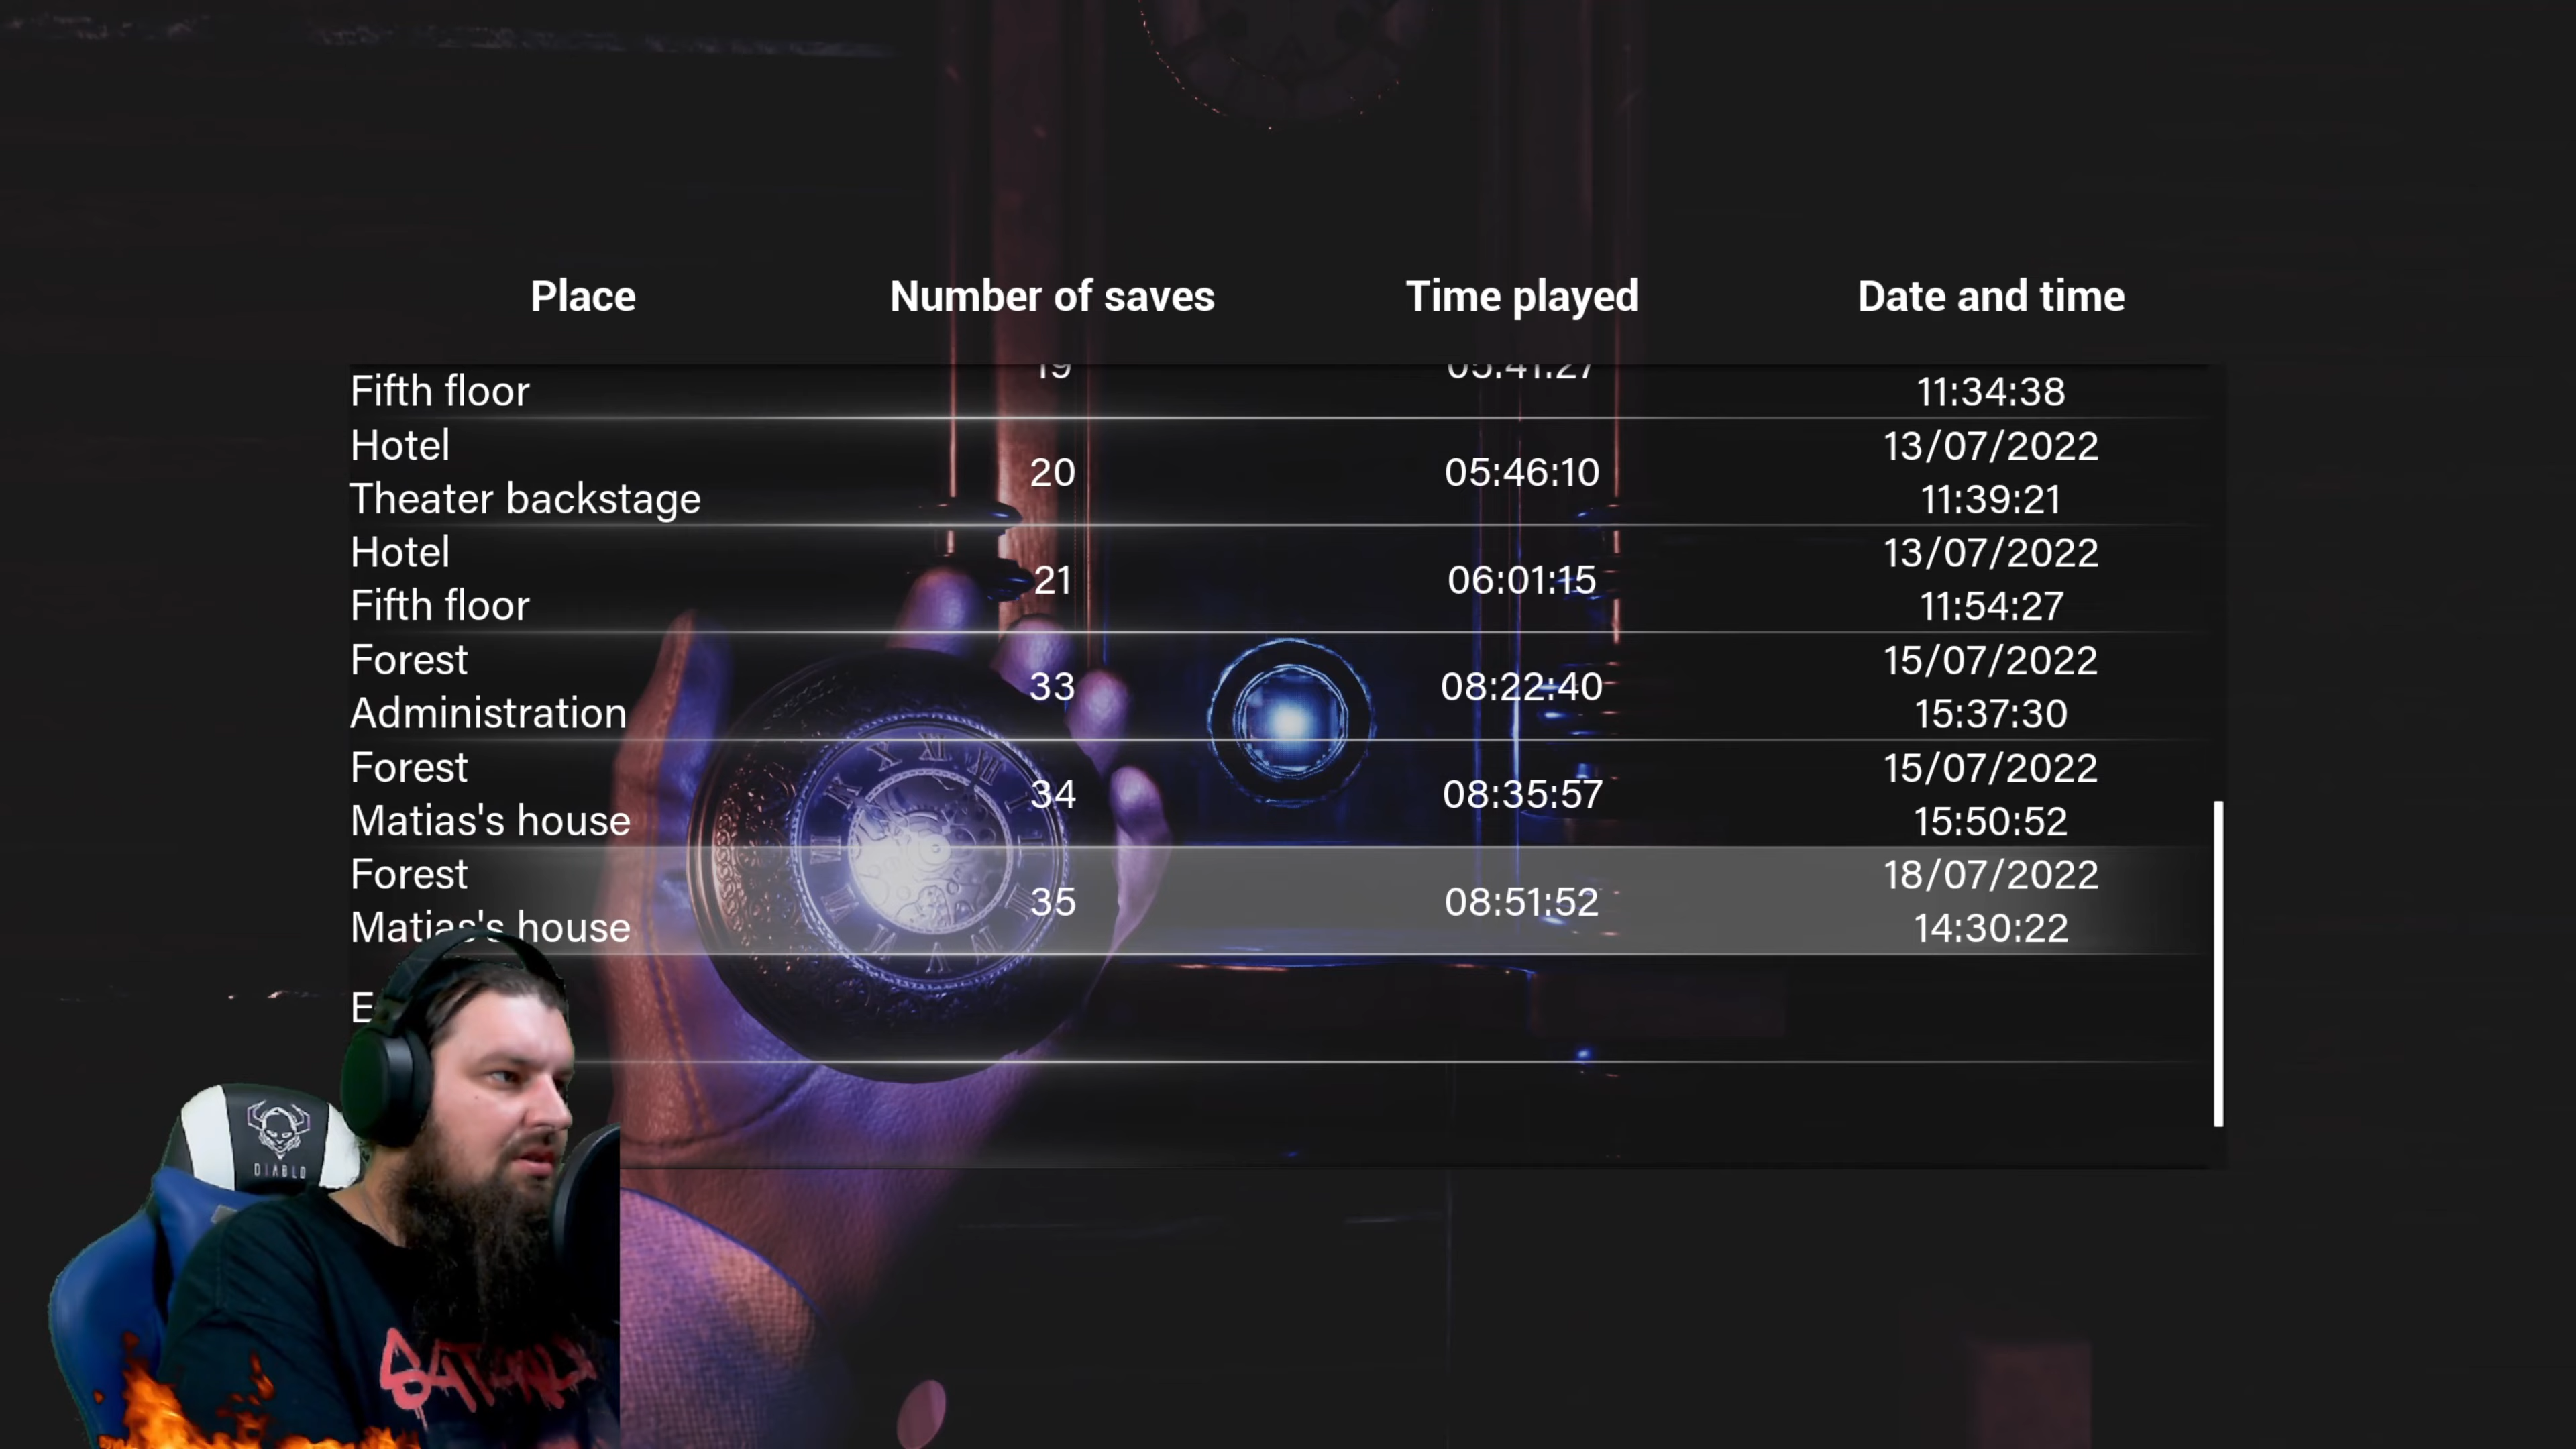 Place Number of saves Time played Date and time
19 05:41:27
Fifth floor 11:34:38
Hotel 13/07/2022
20 05:46:10
Theater backstage 11:39:21
Hotel 13/07/2022
21 06:01:15
Fifth floor 11:54:27
Forest 15/07/2022
33 08:22:40
Administration 15:37:30
Forest 15/07/2022
34 08:35:57
Matias's house 15:50:52
Forest 18/07/2022
35 08:51:52
Matias's house 14:30:22
DIABLO